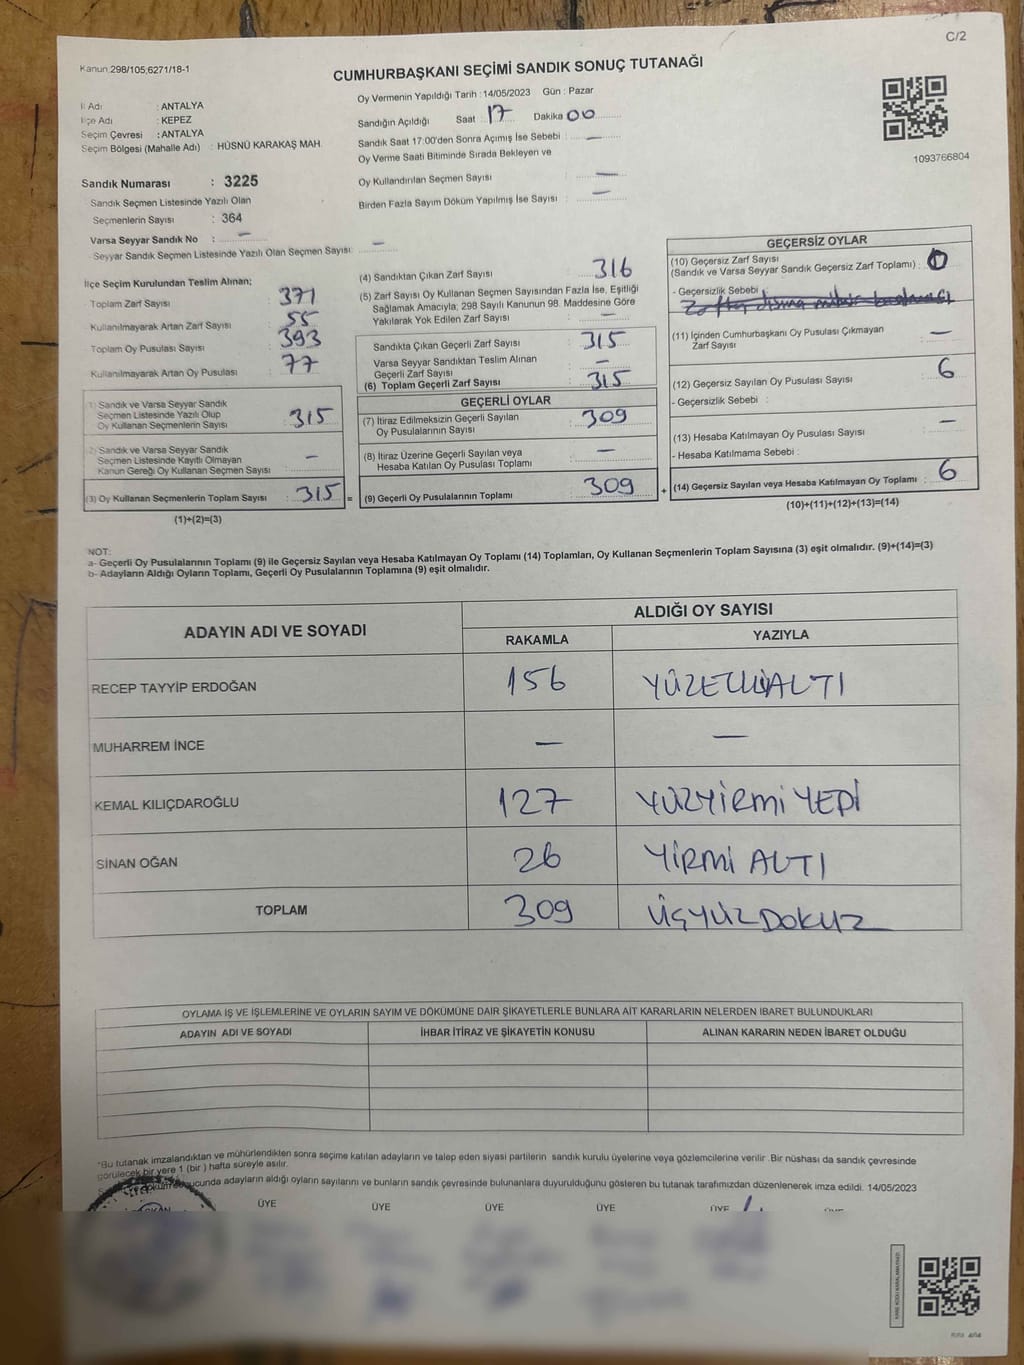 C/2
Kanun 298/105;6271/18-1
CUMHURBAŞKANI SEÇİMİ SANDIK SONUÇ TUTANAĞI
İl Adı : ANTALYA
İlçe Adı : KEPEZ
Seçim Çevresi : ANTALYA
Seçim Bölgesi (Mahalle Adı) : HÜSNÜ KARAKAŞ MAH.
Sandık Numarası : 3225
Sandık Seçmen Listesinde Yazılı Olan
Seçmenlerin Sayısı : 364
Varsa Seyyar Sandık No : —
Seyyar Sandık Seçmen Listesinde Yazılı Olan Seçmen Sayısı: —
Oy Vermenin Yapıldığı Tarih : 14/05/2023 Gün : Pazar
Sandığın Açıldığı Saat 17 Dakika 00
Sandık Saat 17:00'den Sonra Açımış İse Sebebi : —
Oy Verme Saati Bitiminde Sırada Bekleyen ve
Oy Kullandırılan Seçmen Sayısı : —
Birden Fazla Sayım Döküm Yapılmış İse Sayısı : —
1093766804
İlçe Seçim Kurulundan Teslim Alınan;
Toplam Zarf Sayısı : 371
Kullanılmayarak Artan Zarf Sayısı : 55
Toplam Oy Pusulası Sayısı : 393
Kullanılmayarak Artan Oy Pusulası : 77
(1) Sandık ve Varsa Seyyar Sandık
Seçmen Listesinde Yazılı Olup
Oy Kullanan Seçmenlerin Sayısı : 315
(2) Sandık ve Varsa Seyyar Sandık
Seçmen Listesinde Kayıtlı Olmayan
Kanun Gereği Oy Kullanan Seçmen Sayısı : —
(3) Oy Kullanan Seçmenlerin Toplam Sayısı : 315 =
(1)+(2)=(3)
(4) Sandıktan Çıkan Zarf Sayısı : 316
(5) Zarf Sayısı Oy Kullanan Seçmen Sayısından Fazla İse, Eşitliği
Sağlamak Amacıyla; 298 Sayılı Kanunun 98. Maddesine Göre
Yakılarak Yok Edilen Zarf Sayısı : —
Sandıkta Çıkan Geçerli Zarf Sayısı : 315
Varsa Seyyar Sandıktan Teslim Alınan
Geçerli Zarf Sayısı : —
(6) Toplam Geçerli Zarf Sayısı : 315
GEÇERLİ OYLAR
(7) İtiraz Edilmeksizin Geçerli Sayılan
Oy Pusulalarının Sayısı : 309
(8) İtiraz Üzerine Geçerli Sayılan veya
Hesaba Katılan Oy Pusulası Toplamı : —
(9) Geçerli Oy Pusulalarının Toplamı : 309 +
GEÇERSİZ OYLAR
(10) Geçersiz Zarf Sayısı
(Sandık ve Varsa Seyyar Sandık Geçersiz Zarf Toplamı) : 0
- Geçersizlik Sebebi :
(11) İçinden Cumhurbaşkanı Oy Pusulası Çıkmayan
Zarf Sayısı : —
(12) Geçersiz Sayılan Oy Pusulası Sayısı : 6
- Geçersizlik Sebebi :
(13) Hesaba Katılmayan Oy Pusulası Sayısı : —
- Hesaba Katılmama Sebebi :
(14) Geçersiz Sayılan veya Hesaba Katılmayan Oy Toplamı : 6
(10)+(11)+(12)+(13)=(14)
NOT:
a- Geçerli Oy Pusulalarının Toplamı (9) ile Geçersiz Sayılan veya Hesaba Katılmayan Oy Toplamı (14) Toplamları, Oy Kullanan Seçmenlerin Toplam Sayısına (3) eşit olmalıdır. (9)+(14)=(3)
b- Adayların Aldığı Oyların Toplamı, Geçerli Oy Pusulalarının Toplamına (9) eşit olmalıdır.
ADAYIN ADI VE SOYADI
ALDIĞI OY SAYISI
RAKAMLA YAZIYLA
RECEP TAYYİP ERDOĞAN 156 YÜZELLİALTI
MUHARREM İNCE — —
KEMAL KILIÇDAROĞLU 127 YÜZYİRMİYEDİ
SİNAN OĞAN 26 YİRMİ ALTI
TOPLAM 309 ÜÇYÜZDOKUZ
OYLAMA İŞ VE İŞLEMLERİNE VE OYLARIN SAYIM VE DÖKÜMÜNE DAİR ŞİKAYETLERLE BUNLARA AİT KARARLARIN NELERDEN İBARET BULUNDUKLARI
ADAYIN ADI VE SOYADI İHBAR İTİRAZ VE ŞİKAYETİN KONUSU ALINAN KARARIN NEDEN İBARET OLDUĞU
*Bu tutanak imzalandıktan ve mühürlendikten sonra seçime katılan adayların ve talep eden siyasi partilerin sandık kurulu üyelerine veya gözlemcilerine verilir .Bir nüshası da sandık çevresinde
görülecek bir yere 1 (bir ) hafta süreyle asılır.
ucunda adayların aldığı oyların sayılarını ve bunların sandık çevresinde bulunanlara duyurulduğunu gösteren bu tutanak tarafımızdan düzenlenerek imza edildi. 14/05/2023
ÜYE ÜYE ÜYE ÜYE ÜYE